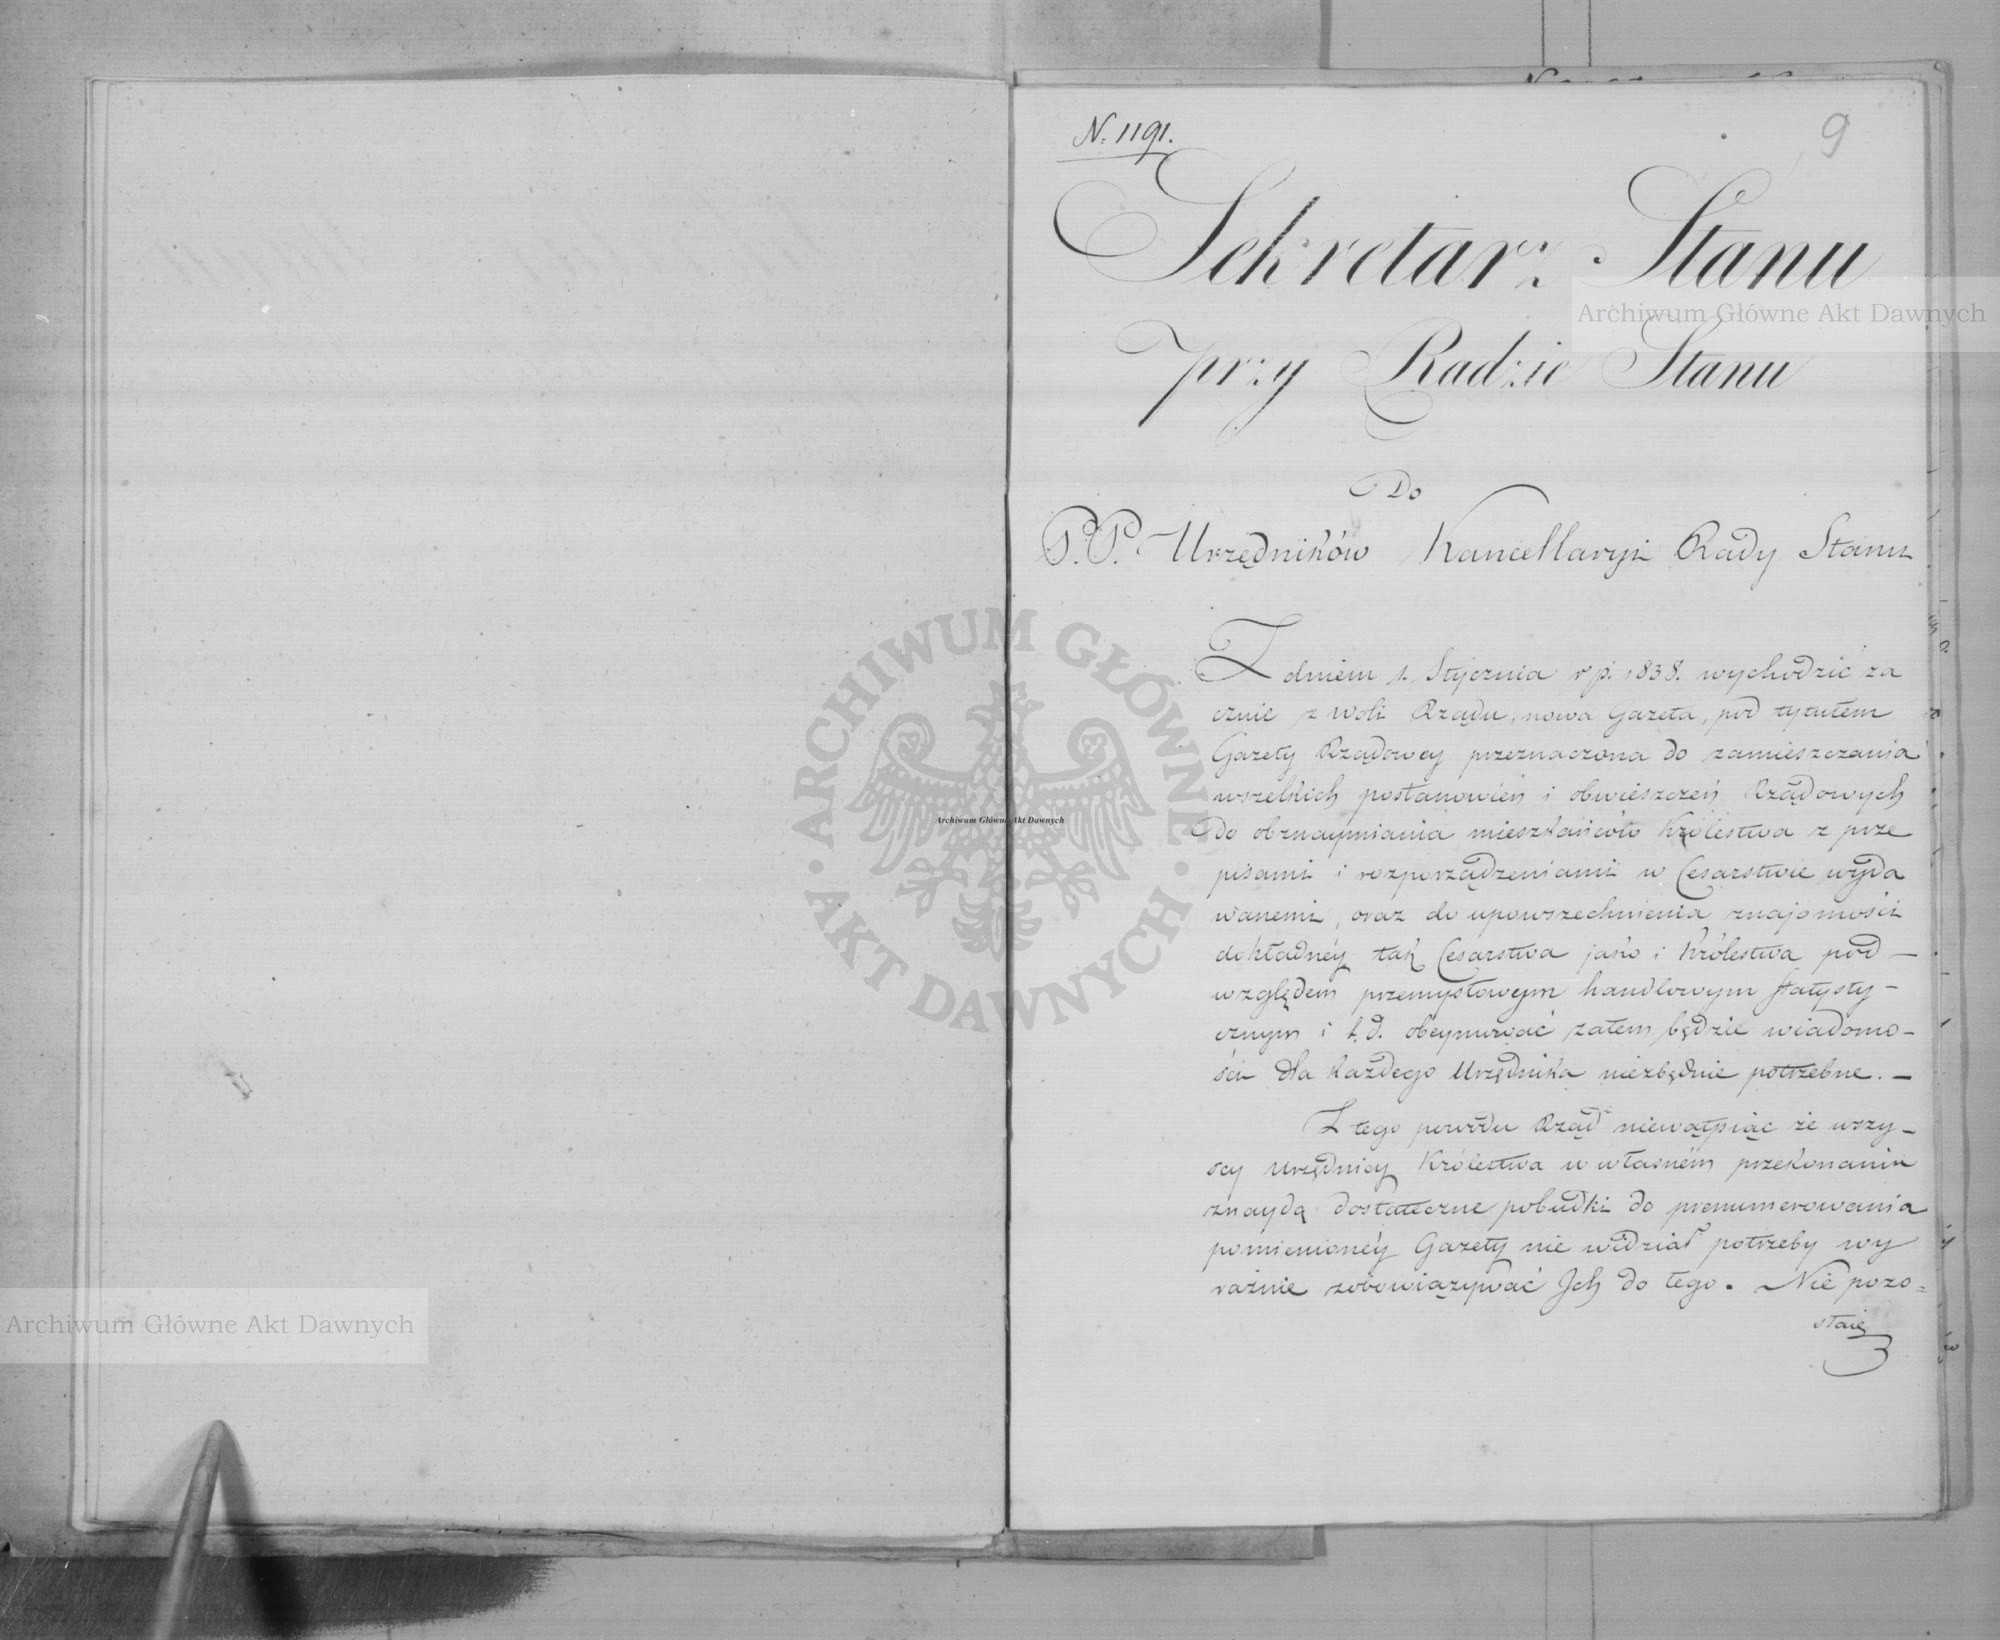 N. 1191.
9
Sekretarz Stanu
przy Radzie Stanu
Do
P.P. Urzędników Kancellaryi Rady Stanu
Z dniem 1. Stycznia r. p. 1838. wychodzić za
cznie z woli Rządu, nowa Gazeta, pod tytułem
Gazety Rządowey przeznaczona do zamieszczania
wszelkich postanowień i obwieszczeń Rządowych
do obznaymiania mieszkańców Królestwa z prze
pisami i rozporządzeniami w Cesarstwie wyda
wanemi, oraz do upowszechnienia znajomości
dokładnéy tak Cesarstwa jako i Królestwa pod —
względem przemysłowym handlowym statysty —
cznym i t. d. obeymować zatem będzie wiadomo —
ści dla każdego Urzędnika niezbędnie potrzebne. —
Z tego powodu Rząd niewątpiąc że wszy —
scy urzędnicy Królestwa w własném przekonaniu
znaydą dostateczne pobudki do prenumerowania
pomienionéy Gazety nie widział potrzeby wy
raźnie zobowiązywać Ich do tego. Nie pozo =
staię
Archiwum Główne Akt Dawnych
Archiwum Główne Akt Dawnych
Archiwum Główne Akt Dawnych
ARCHIWUM GŁÓWNE · AKT DAWNYCH ·